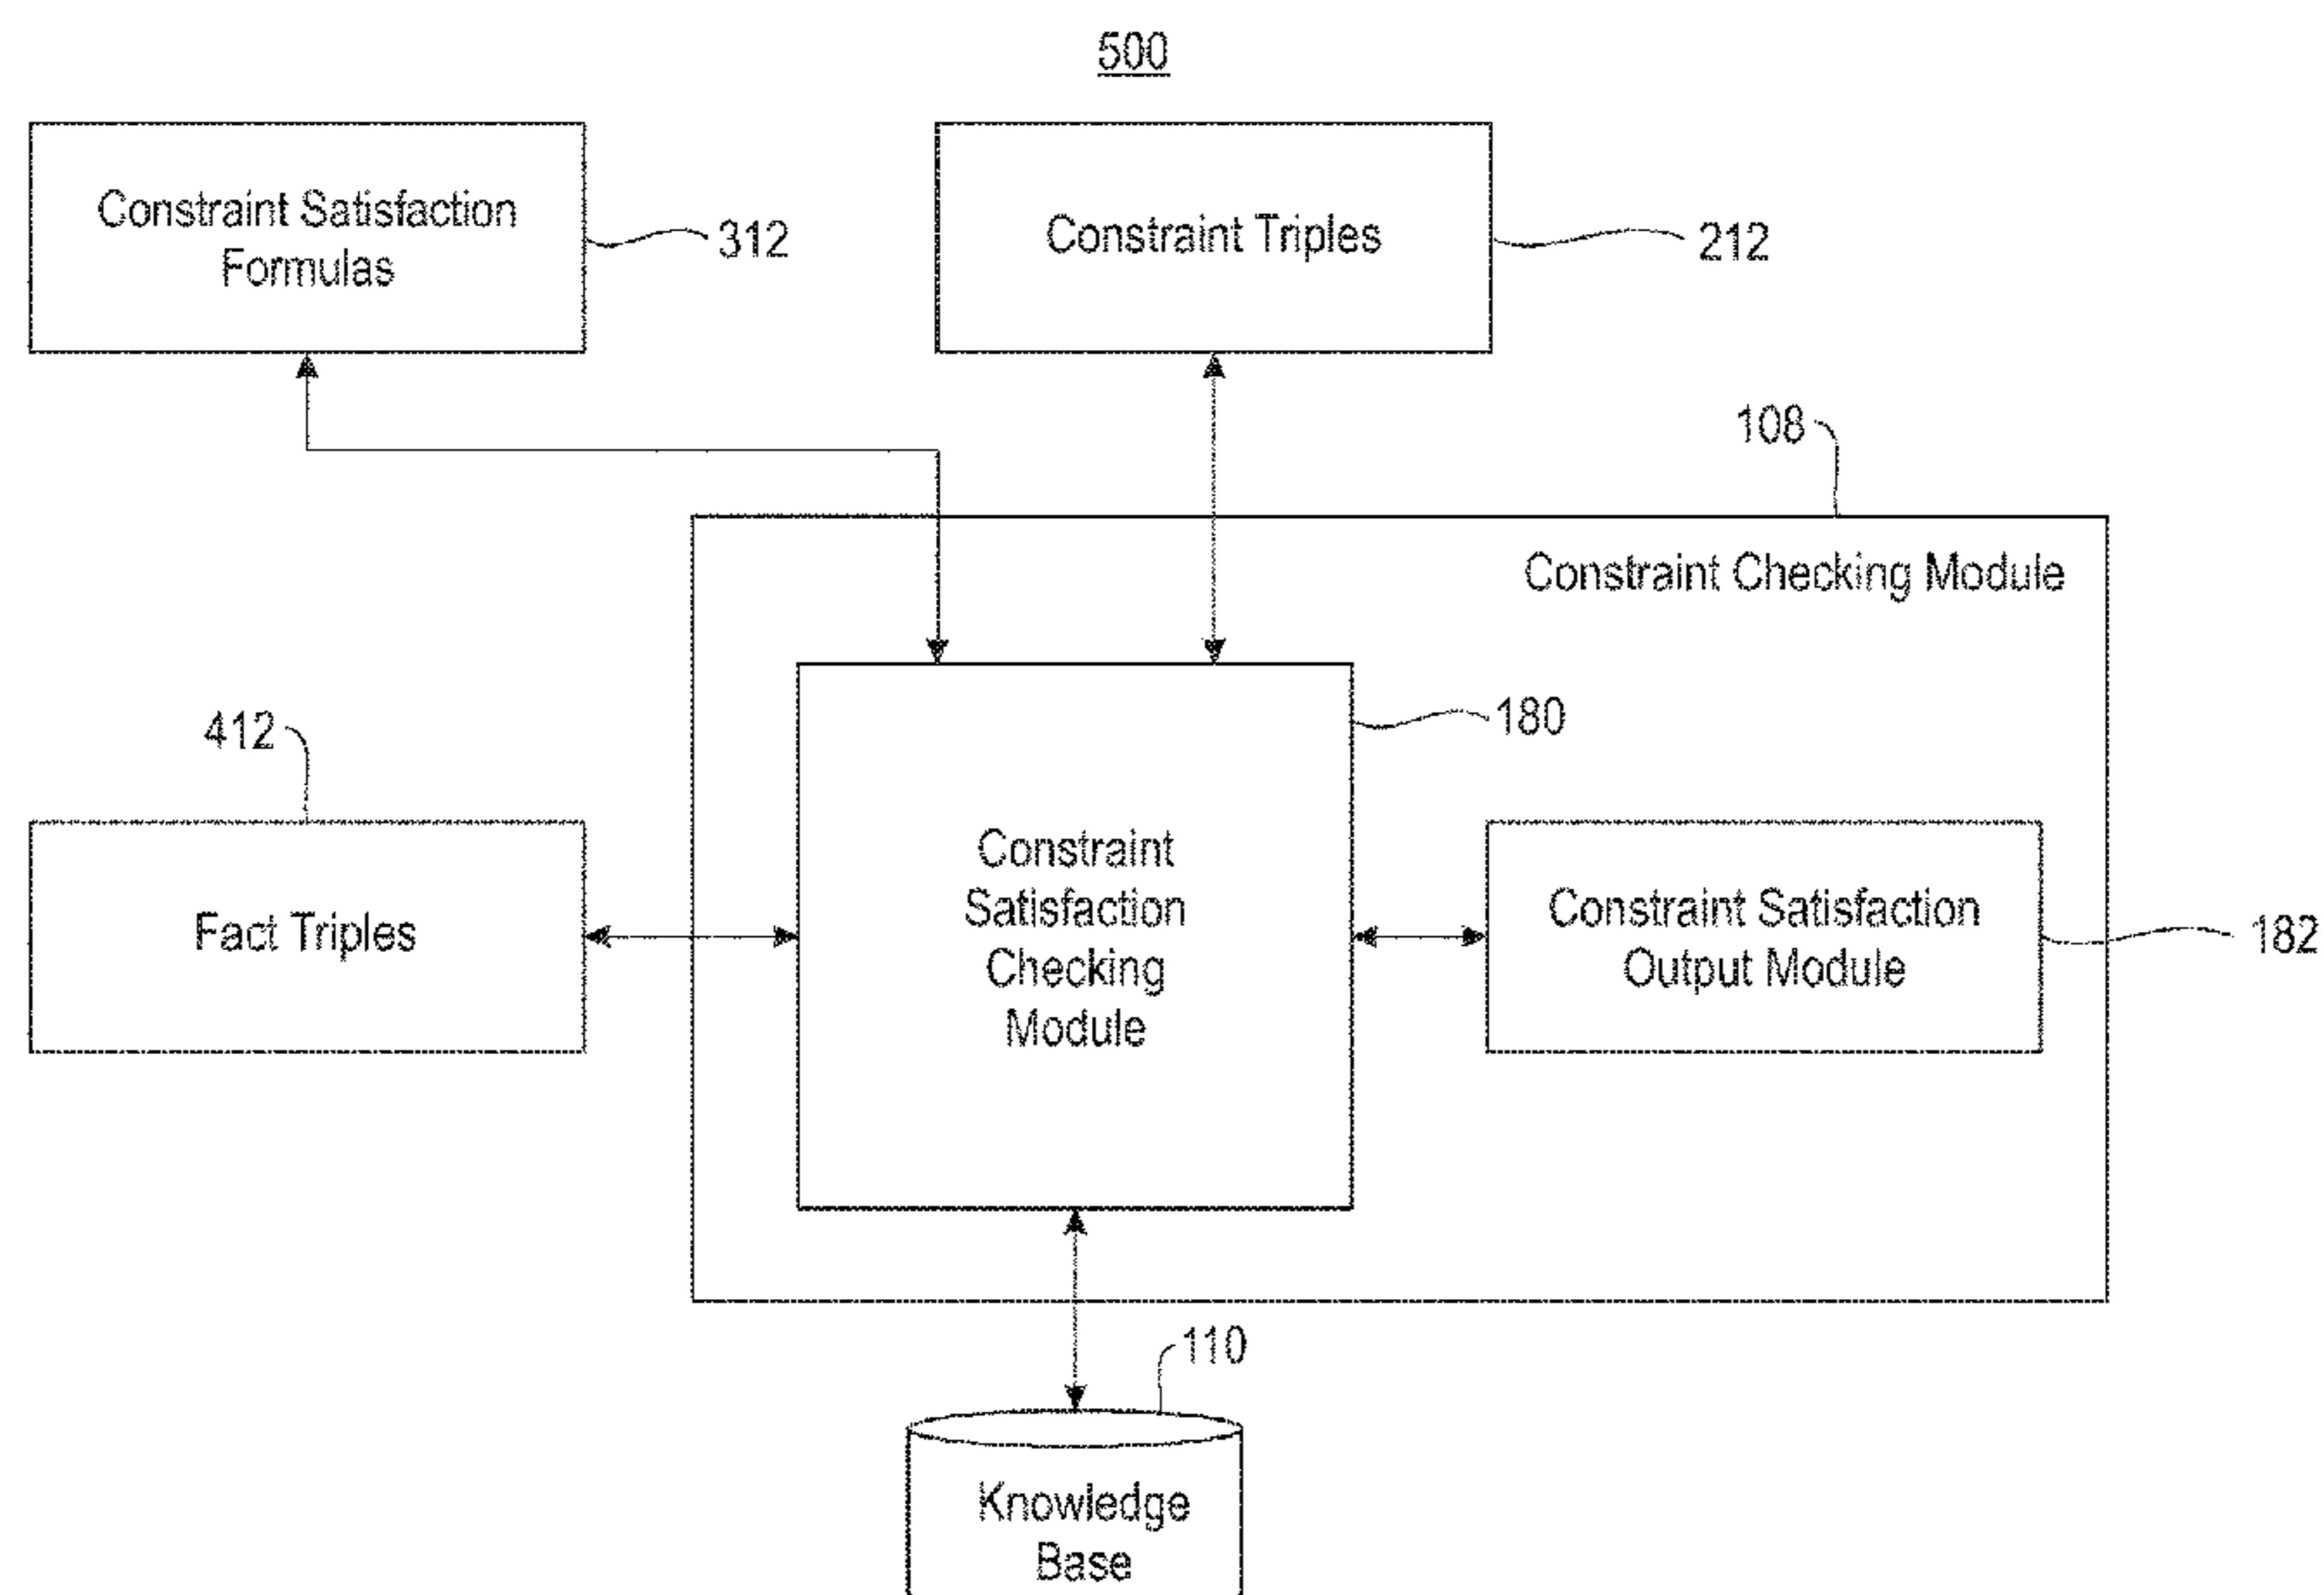 500
Constraint Satisfaction
Formulas
312
Constraint Triples
212
108
Constraint Checking Module
412
Fact Triples
180
Constraint
Satisfaction
Checking
Module
Constraint Satisfaction
Output Module
182
110
Knowledge
Base